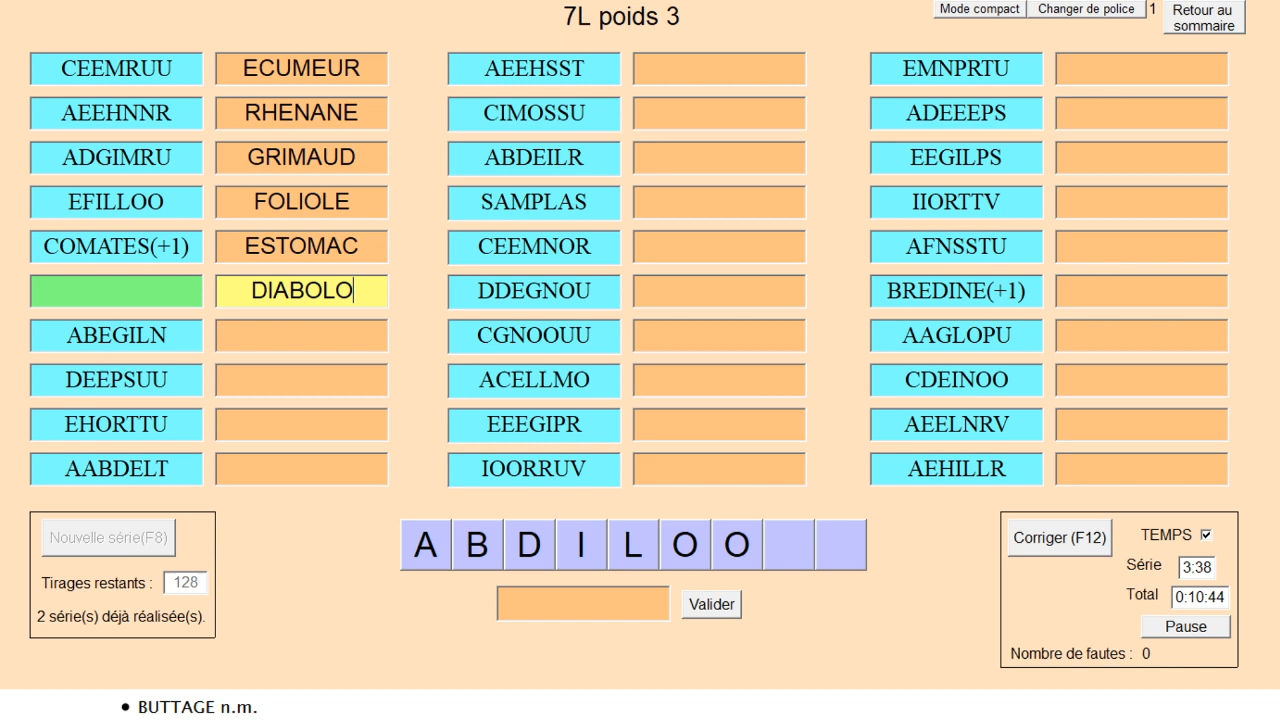 7L poids 3
Mode compact Changer de police 1 Retour au sommaire
CEEMRUU ECUMEUR AEEHSST EMNPRTU
AEEHNNR RHENANE CIMOSSU ADEEEPS
ADGIMRU GRIMAUD ABDEILR EEGILPS
EFILLOO FOLIOLE SAMPLAS IIORTTV
COMATES(+1) ESTOMAC CEEMNOR AFNSSTU
DIABOLO DDEGNOU BREDINE(+1)
ABEGILN CGNOOUU AAGLOPU
DEEPSUU ACELLMO CDEINOO
EHORTTU EEEGIPR AEELNRV
AABDELT IOORRUV AEHILLR
Nouvelle série(F8)
Tirages restants : 128
2 série(s) déjà réalisée(s).
A B D I L O O
Valider
Corriger (F12) TEMPS
Série 3:38
Total 0:10:44
Pause
Nombre de fautes : 0
• BUTTAGE n.m.